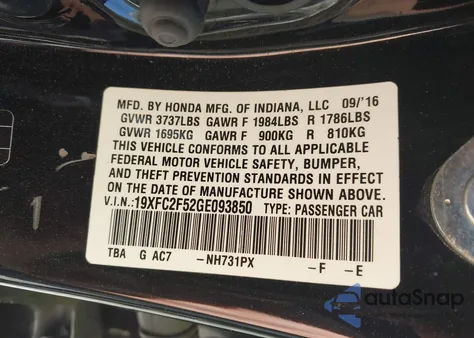 MFD. BY HONDA MFG. OF INDIANA, LLC 09/'16
GVWR 3737LBS GAWR F 1984LBS R 1786LBS
GVWR 1695KG GAWR F 900KG R 810KG
THIS VEHICLE CONFORMS TO ALL APPLICABLE
FEDERAL MOTOR VEHICLE SAFETY, BUMPER,
AND THEFT PREVENTION STANDARDS IN EFFECT
ON THE DATE OF MANUFACTURE SHOWN ABOVE.
V.I.N.:19XFC2F52GE093850 TYPE: PASSENGER CAR
TBA G AC7 -NH731PX -F -E
autoSnap